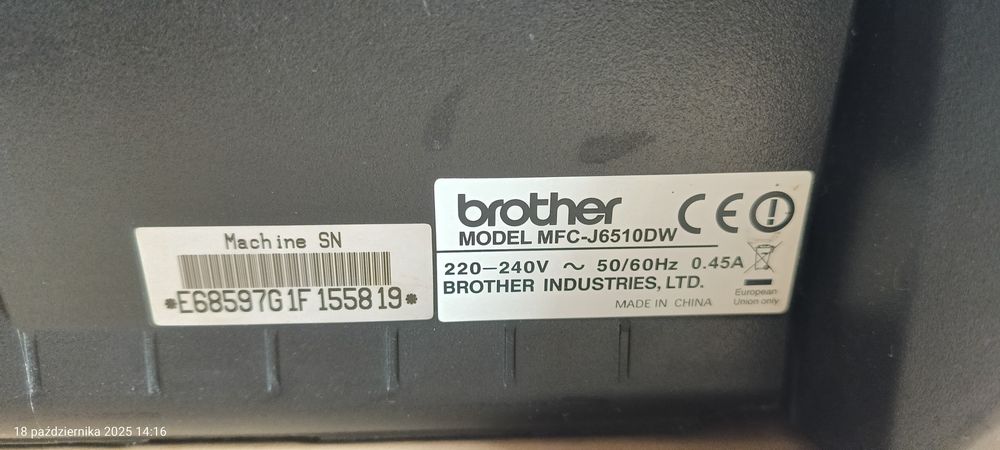 Machine SN
*E68597G1F155819*
brother
MODEL MFC-J6510DW
220–240V ～ 50/60Hz 0.45A
BROTHER INDUSTRIES, LTD.
MADE IN CHINA
CE
European
Union only
18 października 2025 14:16